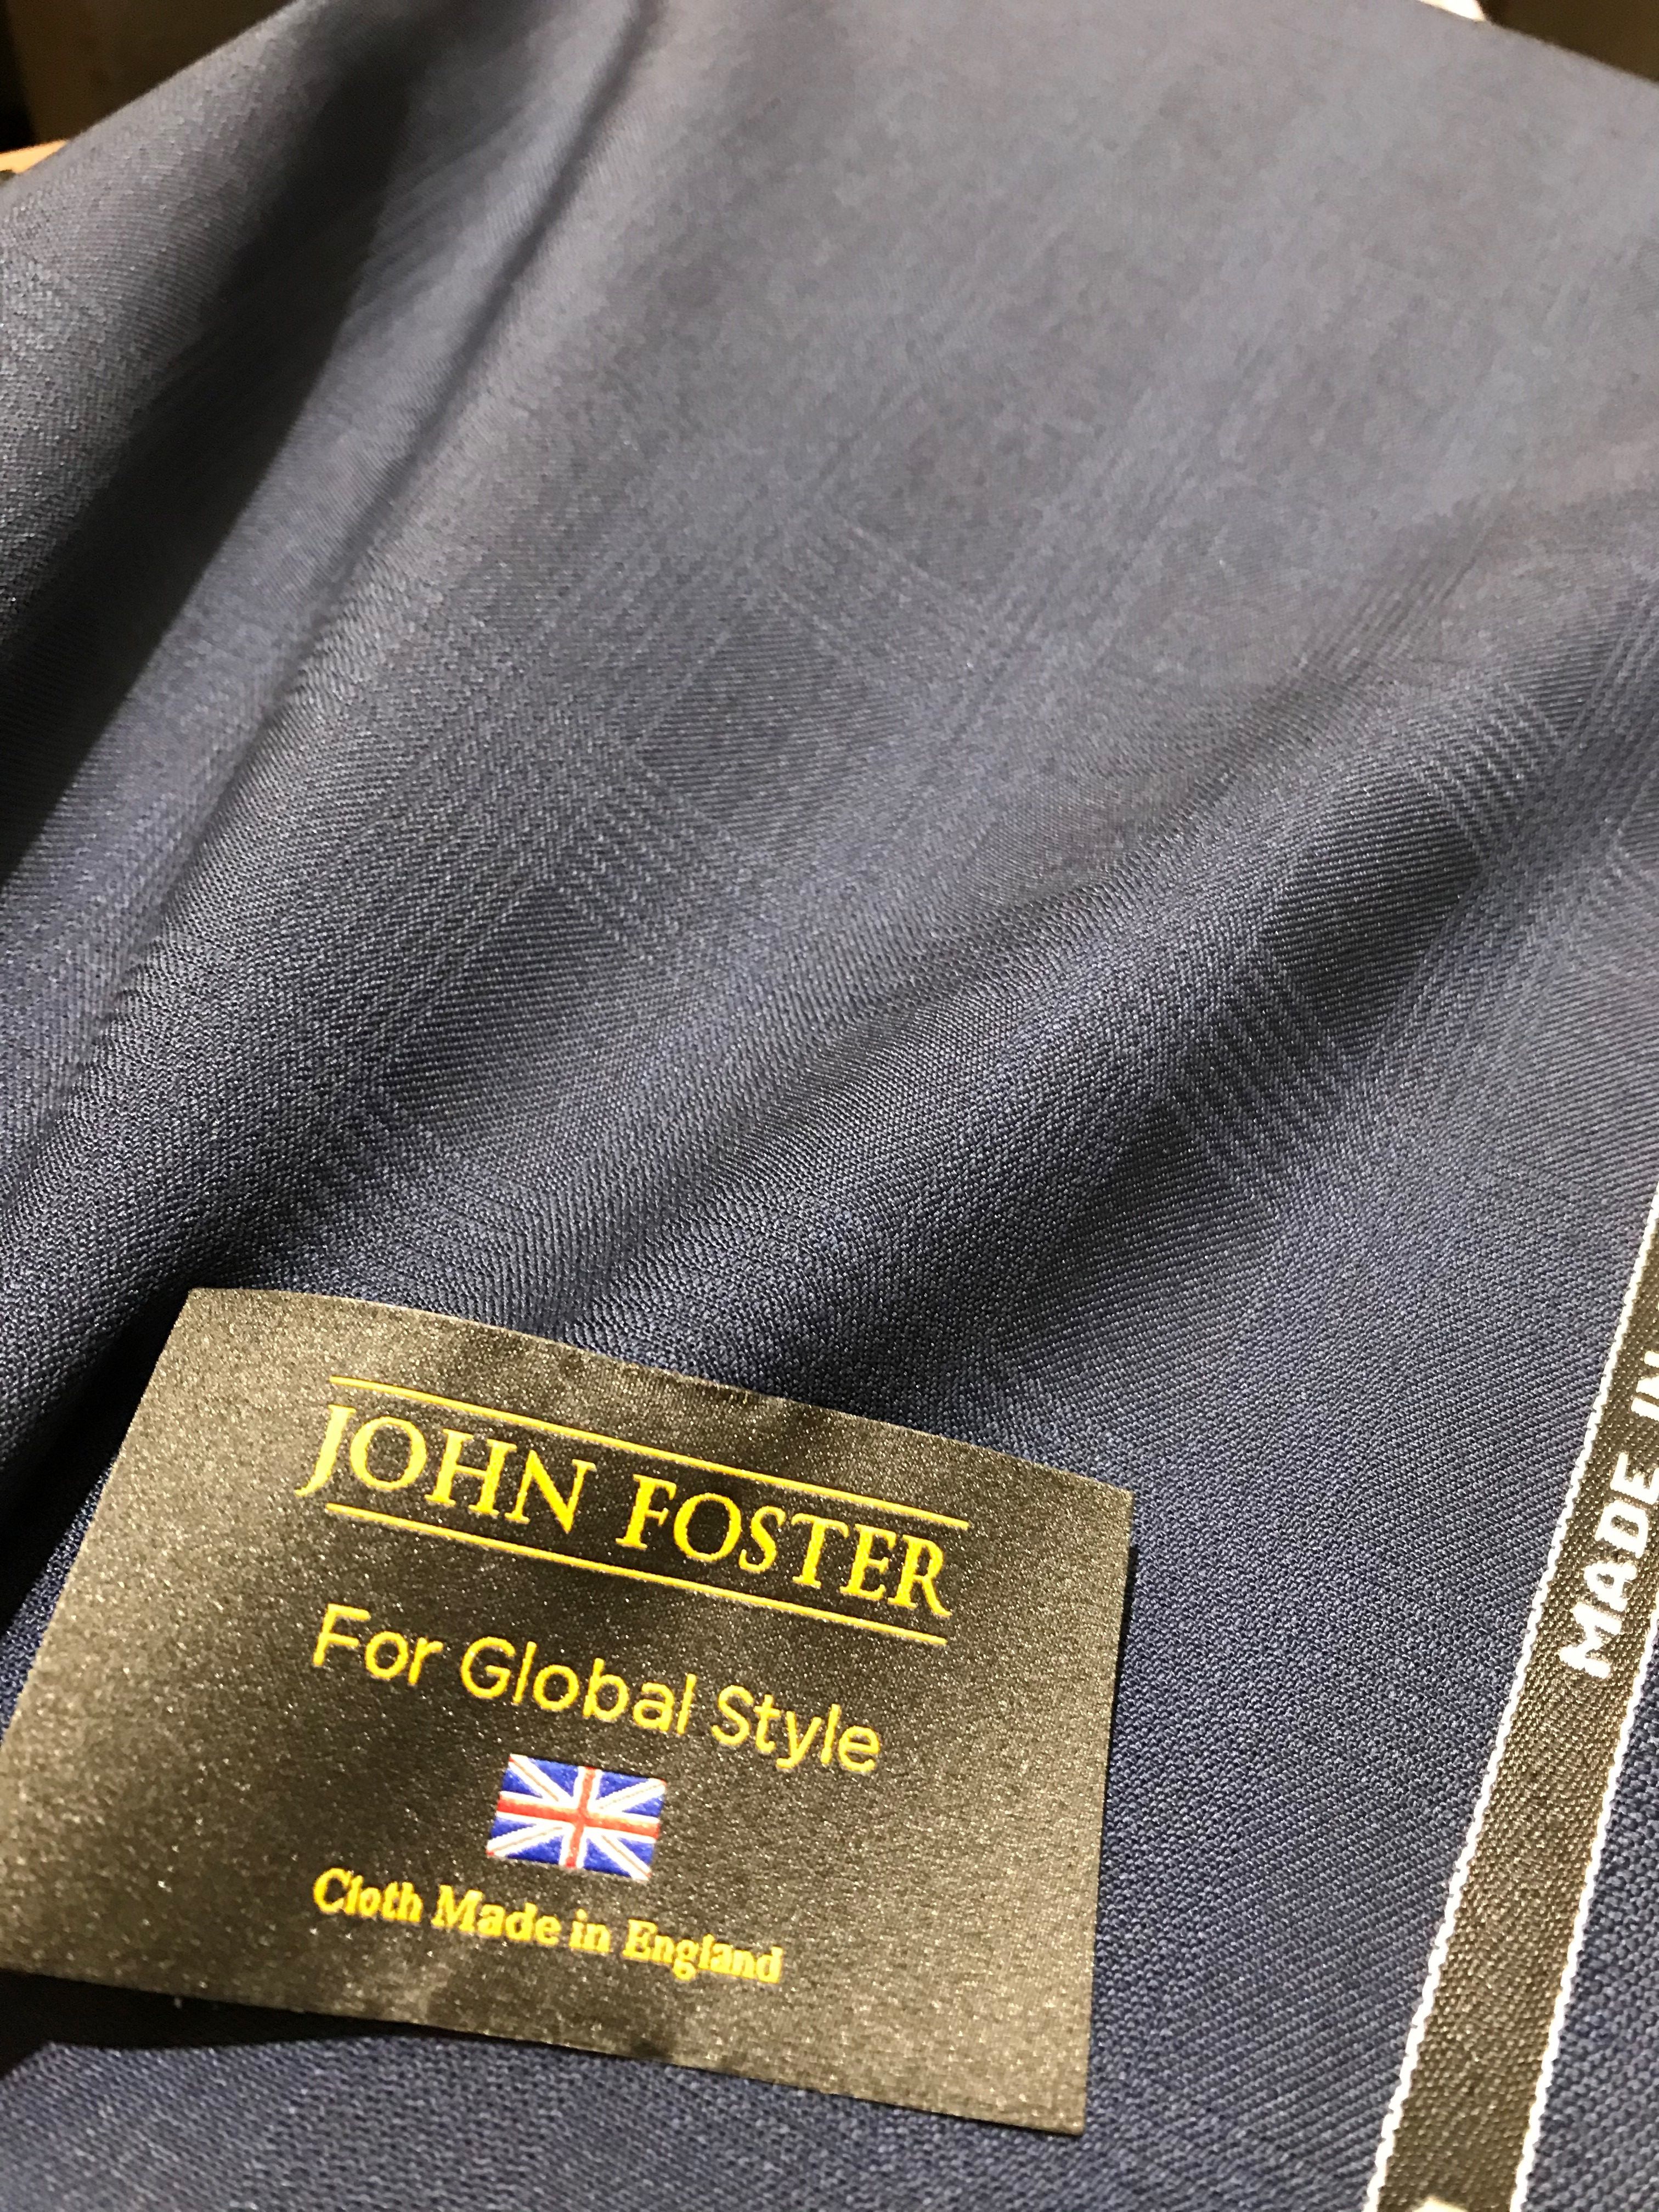 JOHN FOSTER
For Global Style
Cloth Made in England
MADE IN